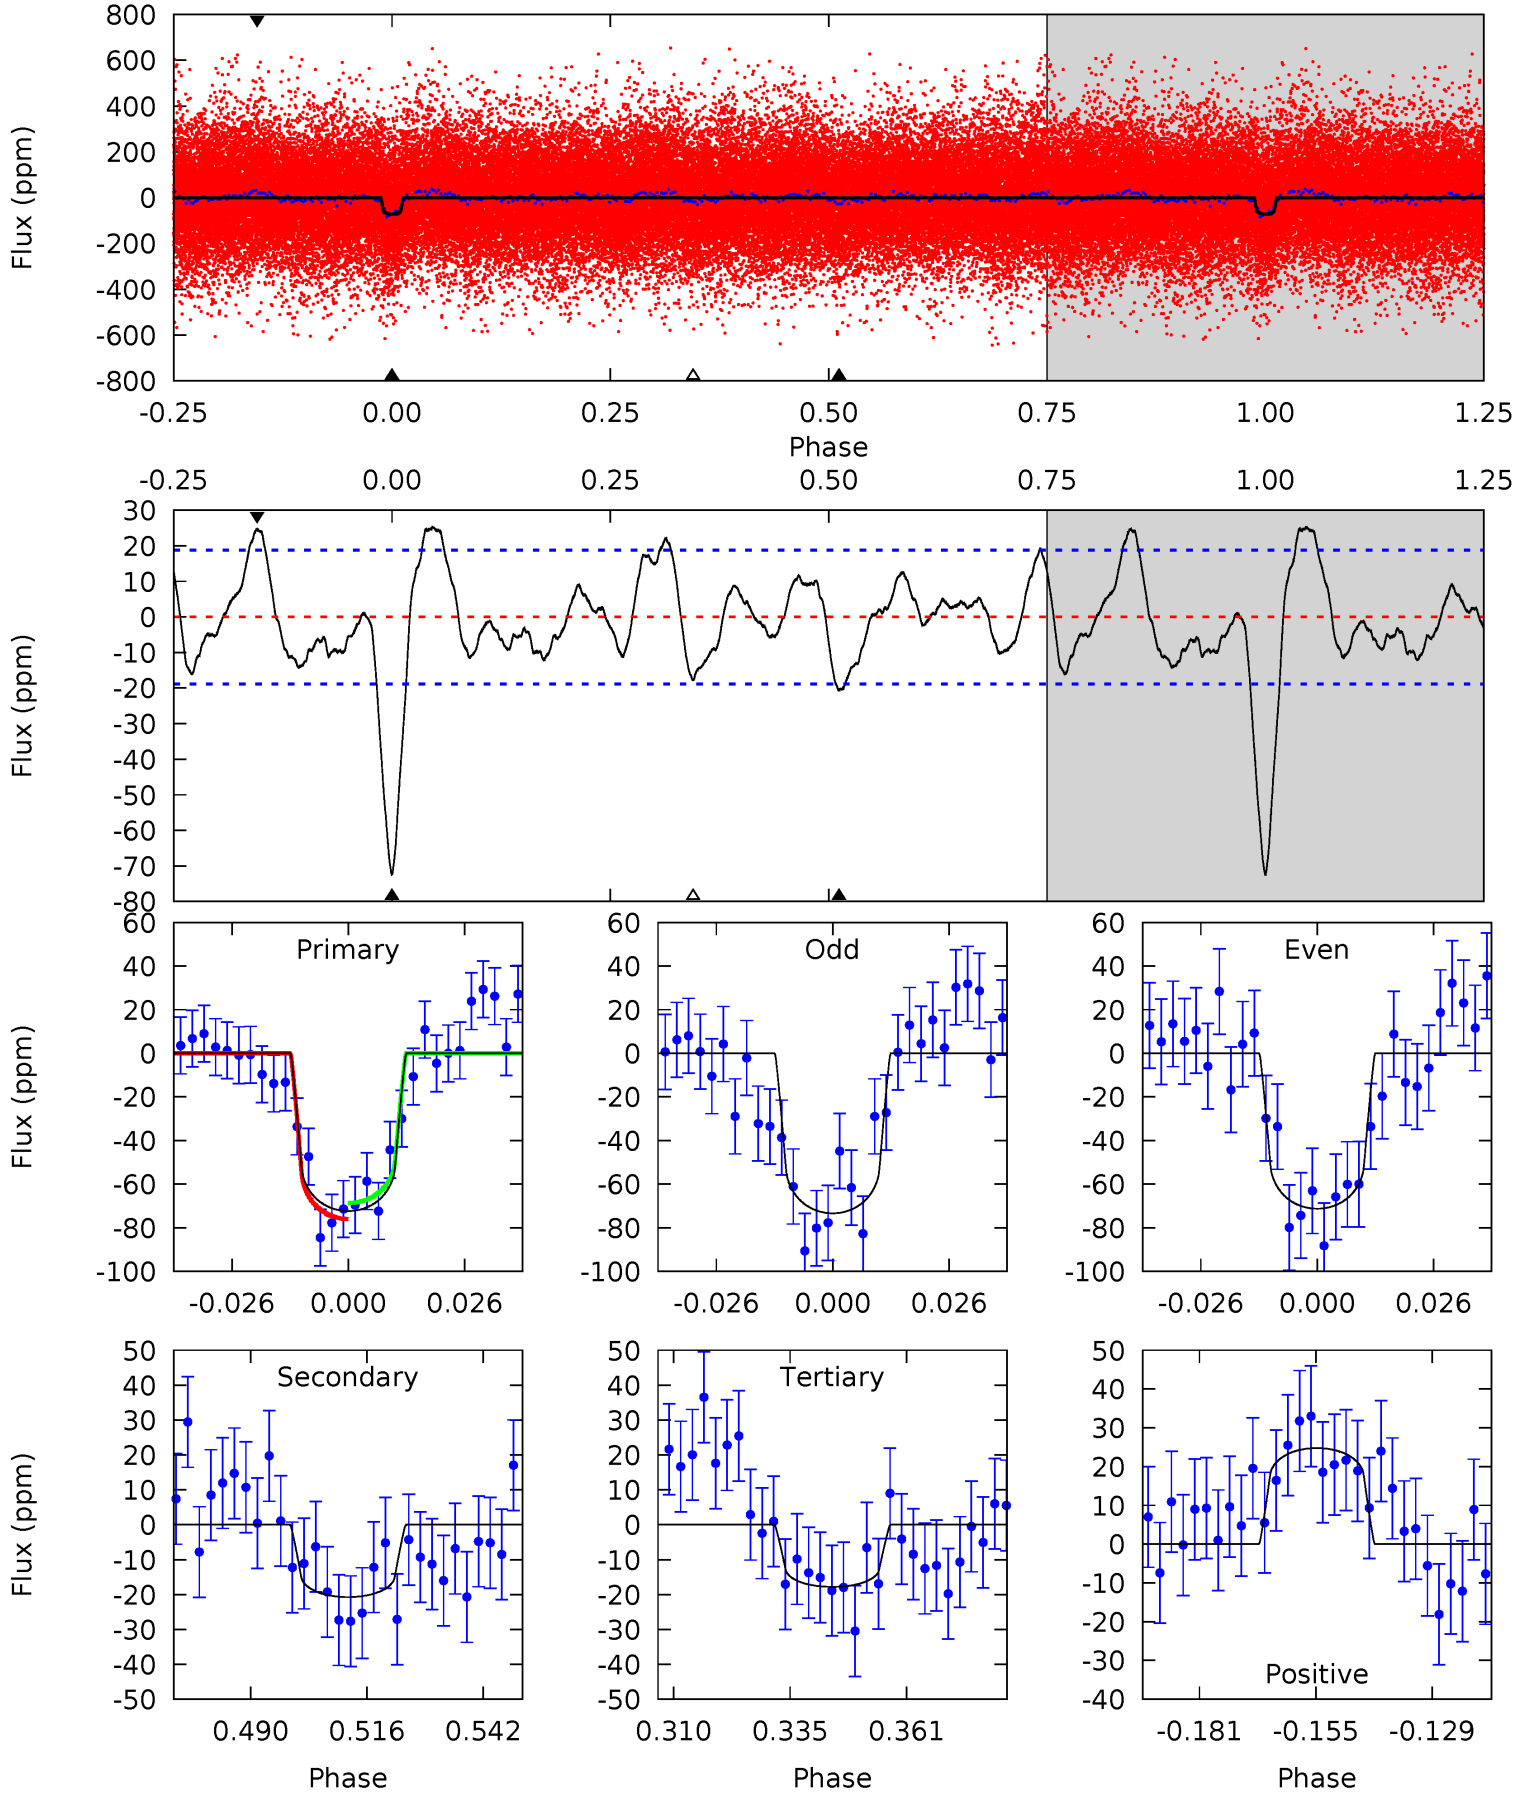 800
600
400
200
0
-200
-400
-600
-800
Flux (ppm)
-0.25 0.00 0.25 0.50 0.75 1.00 1.25
Phase
-0.25 0.00 0.25 0.50 0.75 1.00 1.25
30
20
10
0
-10
-20
-30
-40
-50
-60
-70
-80
Flux (ppm)
Primary Odd Even
60 60 60
40 40 40
20 20 20
0 0 0
-20 -20 -20
-40 -40 -40
-60 -60 -60
-80 -80 -80
-100 -100 -100
Flux (ppm)
-0.026 0.000 0.026 -0.026 0.000 0.026 -0.026 0.000 0.026
Secondary Tertiary
50 50 50
40 40 40
30 30 30
20 20 20
10 10 10
0 0 0
-10 -10 -10
-20 -20 -20
-30 -30 -30
-40 -40 -40
-50 -50
Positive
Flux (ppm)
0.490 0.516 0.542 0.310 0.335 0.361 -0.181 -0.155 -0.129
Phase Phase Phase